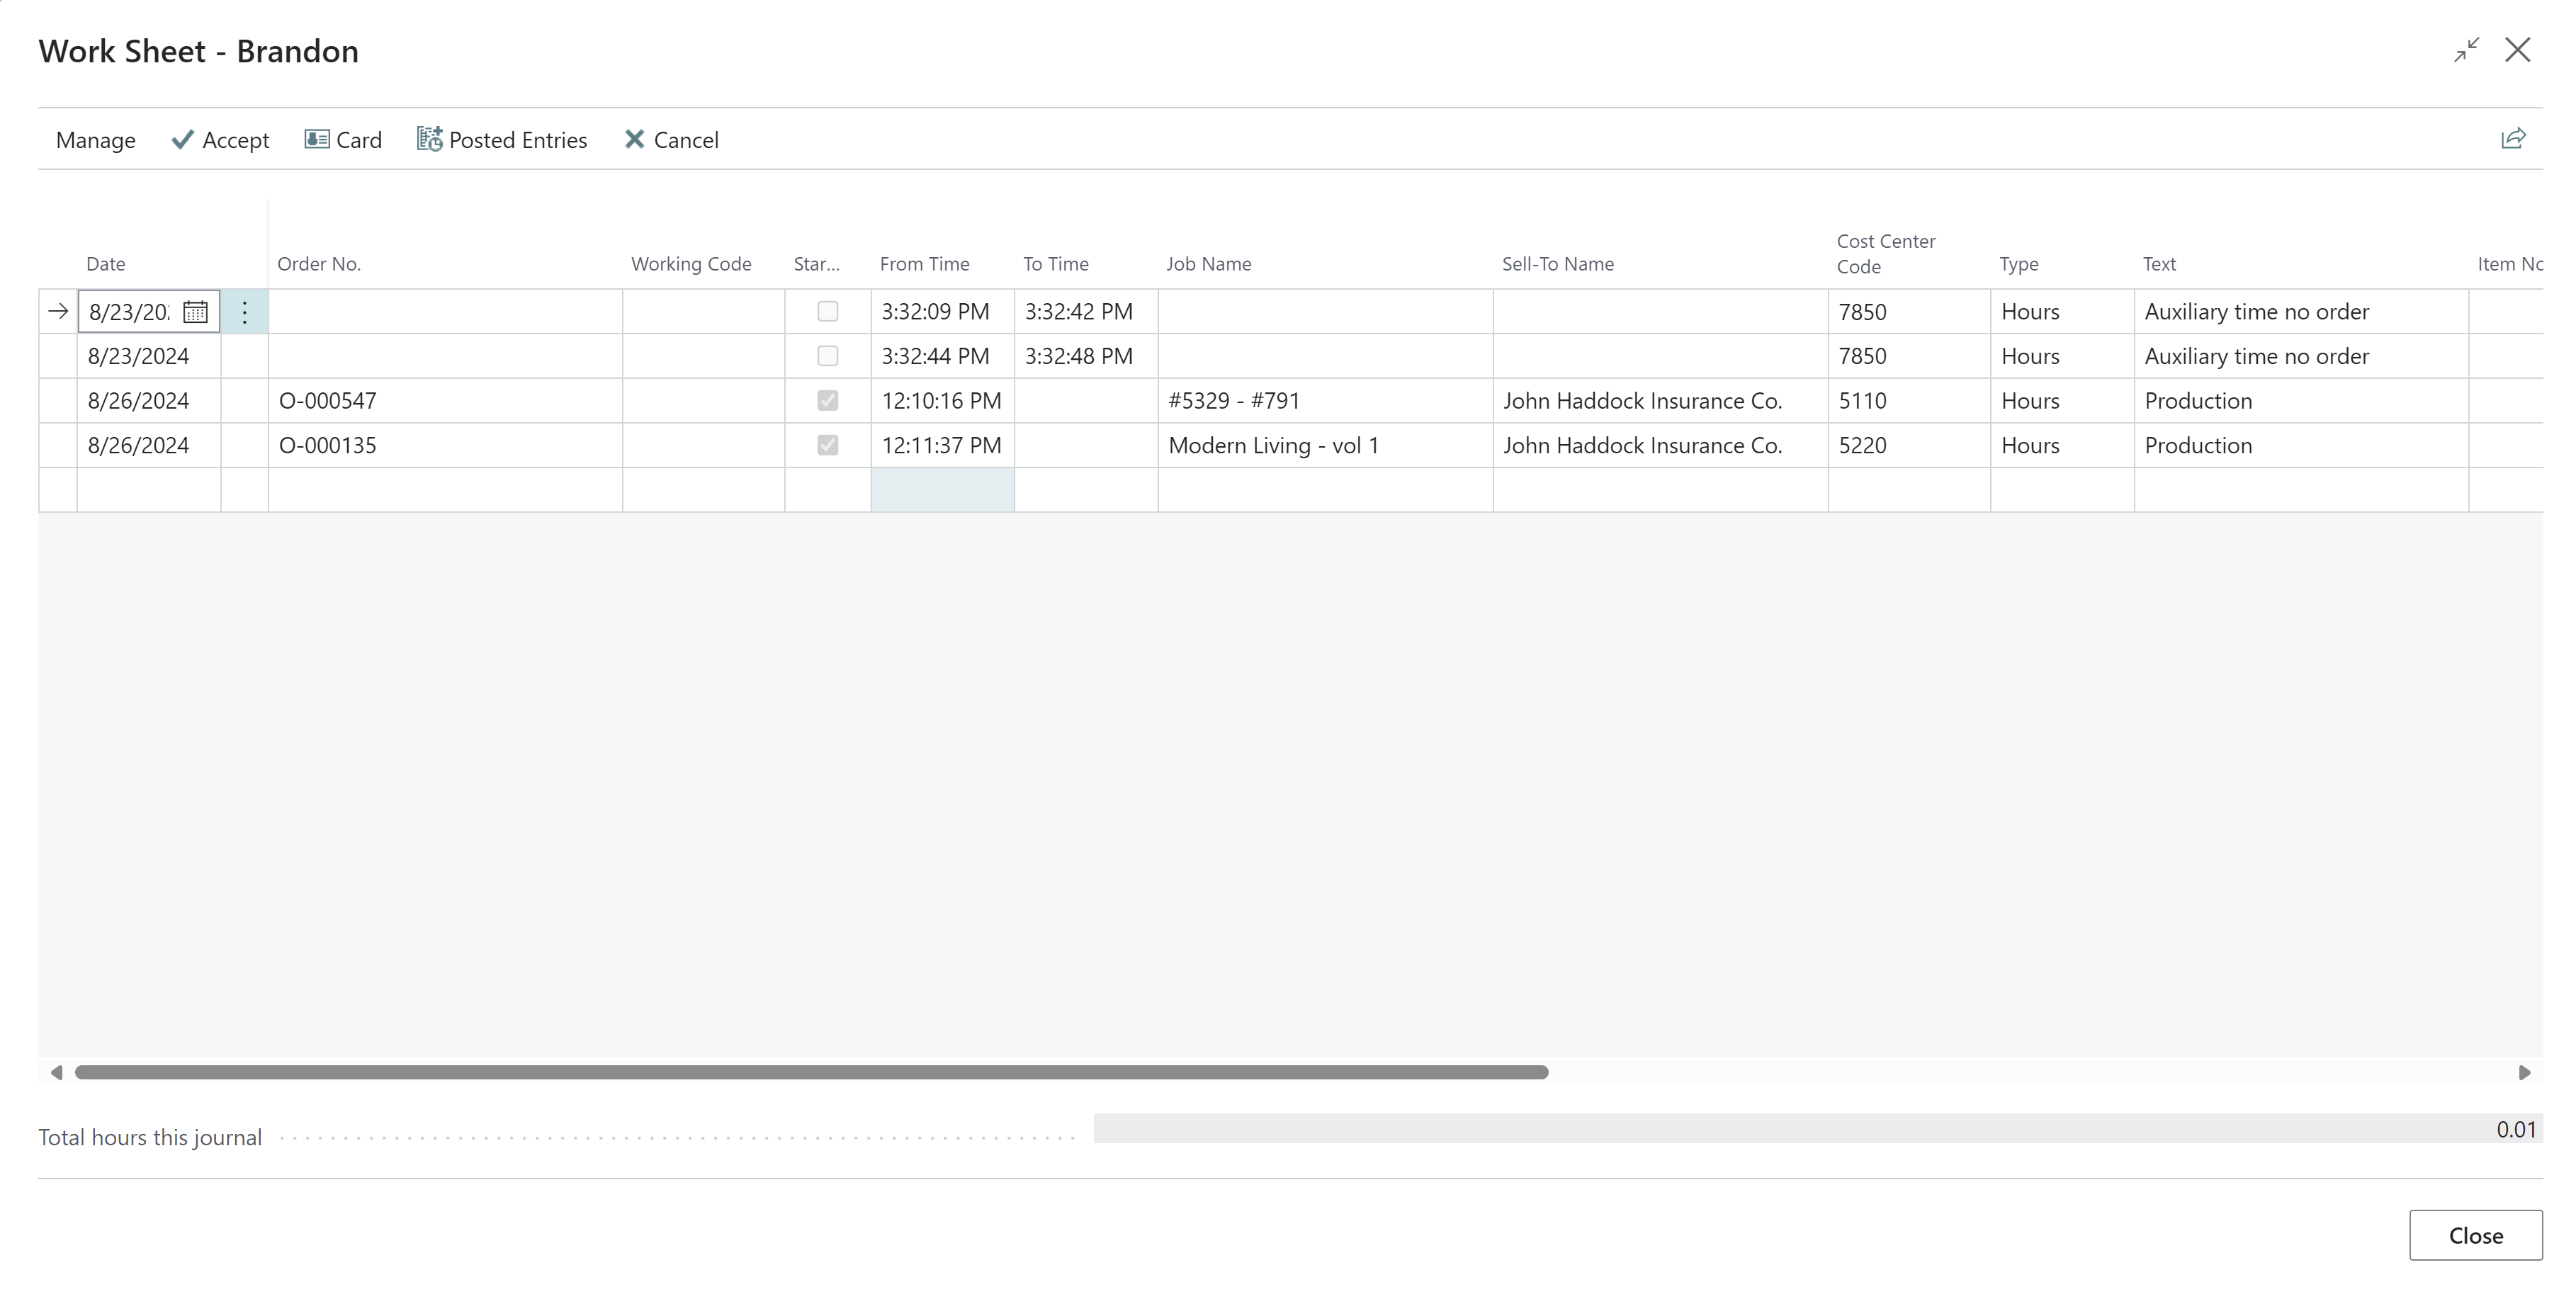 Work Sheet - Brandon
Manage Accept Card Posted Entries Cancel
Date Order No. Working Code Star... From Time To Time Job Name Sell-To Name Cost Center Code Type Text Item No
8/23/202 3:32:09 PM 3:32:42 PM 7850 Hours Auxiliary time no order
8/23/2024 3:32:44 PM 3:32:48 PM 7850 Hours Auxiliary time no order
8/26/2024 O-000547 12:10:16 PM #5329 - #791 John Haddock Insurance Co. 5110 Hours Production
8/26/2024 O-000135 12:11:37 PM Modern Living - vol 1 John Haddock Insurance Co. 5220 Hours Production
Total hours this journal 0.01
Close